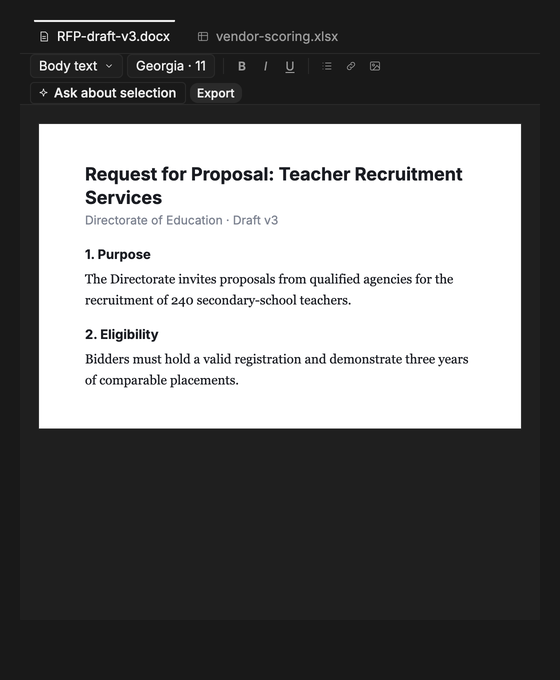 RFP-draft-v3.docx
vendor-scoring.xlsx
Body text
Georgia · 11
B
I
U
Ask about selection
Export
Request for Proposal: Teacher Recruitment
Services
Directorate of Education · Draft v3
1. Purpose
The Directorate invites proposals from qualified agencies for the
recruitment of 240 secondary-school teachers.
2. Eligibility
Bidders must hold a valid registration and demonstrate three years
of comparable placements.